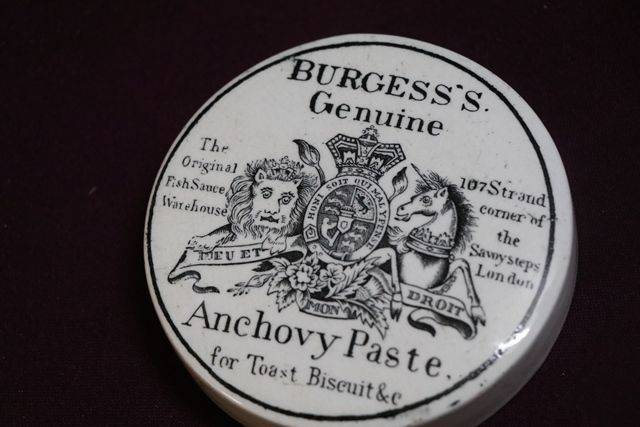 BURGESS'S.
Genuine
The
Original
Fish Sauce
Warehouse
107 Strand
corner of
the
Savoy steps
London
HONI SOIT QUI MAL Y PENSE
DIEU ET
MON
DROIT
Anchovy Paste.
for Toast Biscuit &c